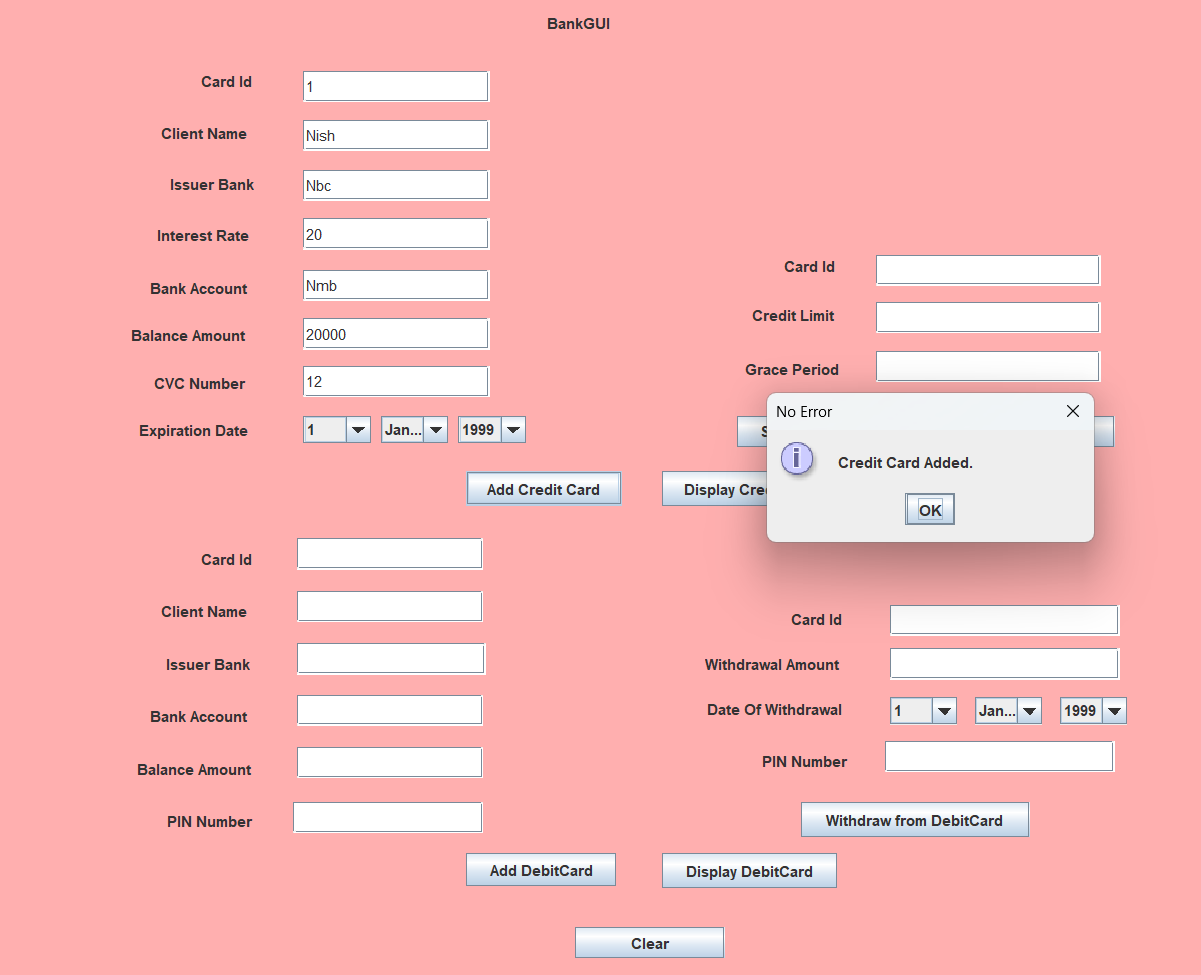 BankGUI
Card Id 1
Client Name Nish
Issuer Bank Nbc
Interest Rate 20
Bank Account Nmb
Balance Amount 20000
CVC Number 12
Expiration Date 1 Jan... 1999
Add Credit Card
Card Id
Credit Limit
Grace Period
No Error
Credit Card Added.
OK
Display Cre
Card Id
Client Name
Issuer Bank
Bank Account
Balance Amount
PIN Number
Add DebitCard
Display DebitCard
Card Id
Withdrawal Amount
Date Of Withdrawal 1 Jan... 1999
PIN Number
Withdraw from DebitCard
Clear